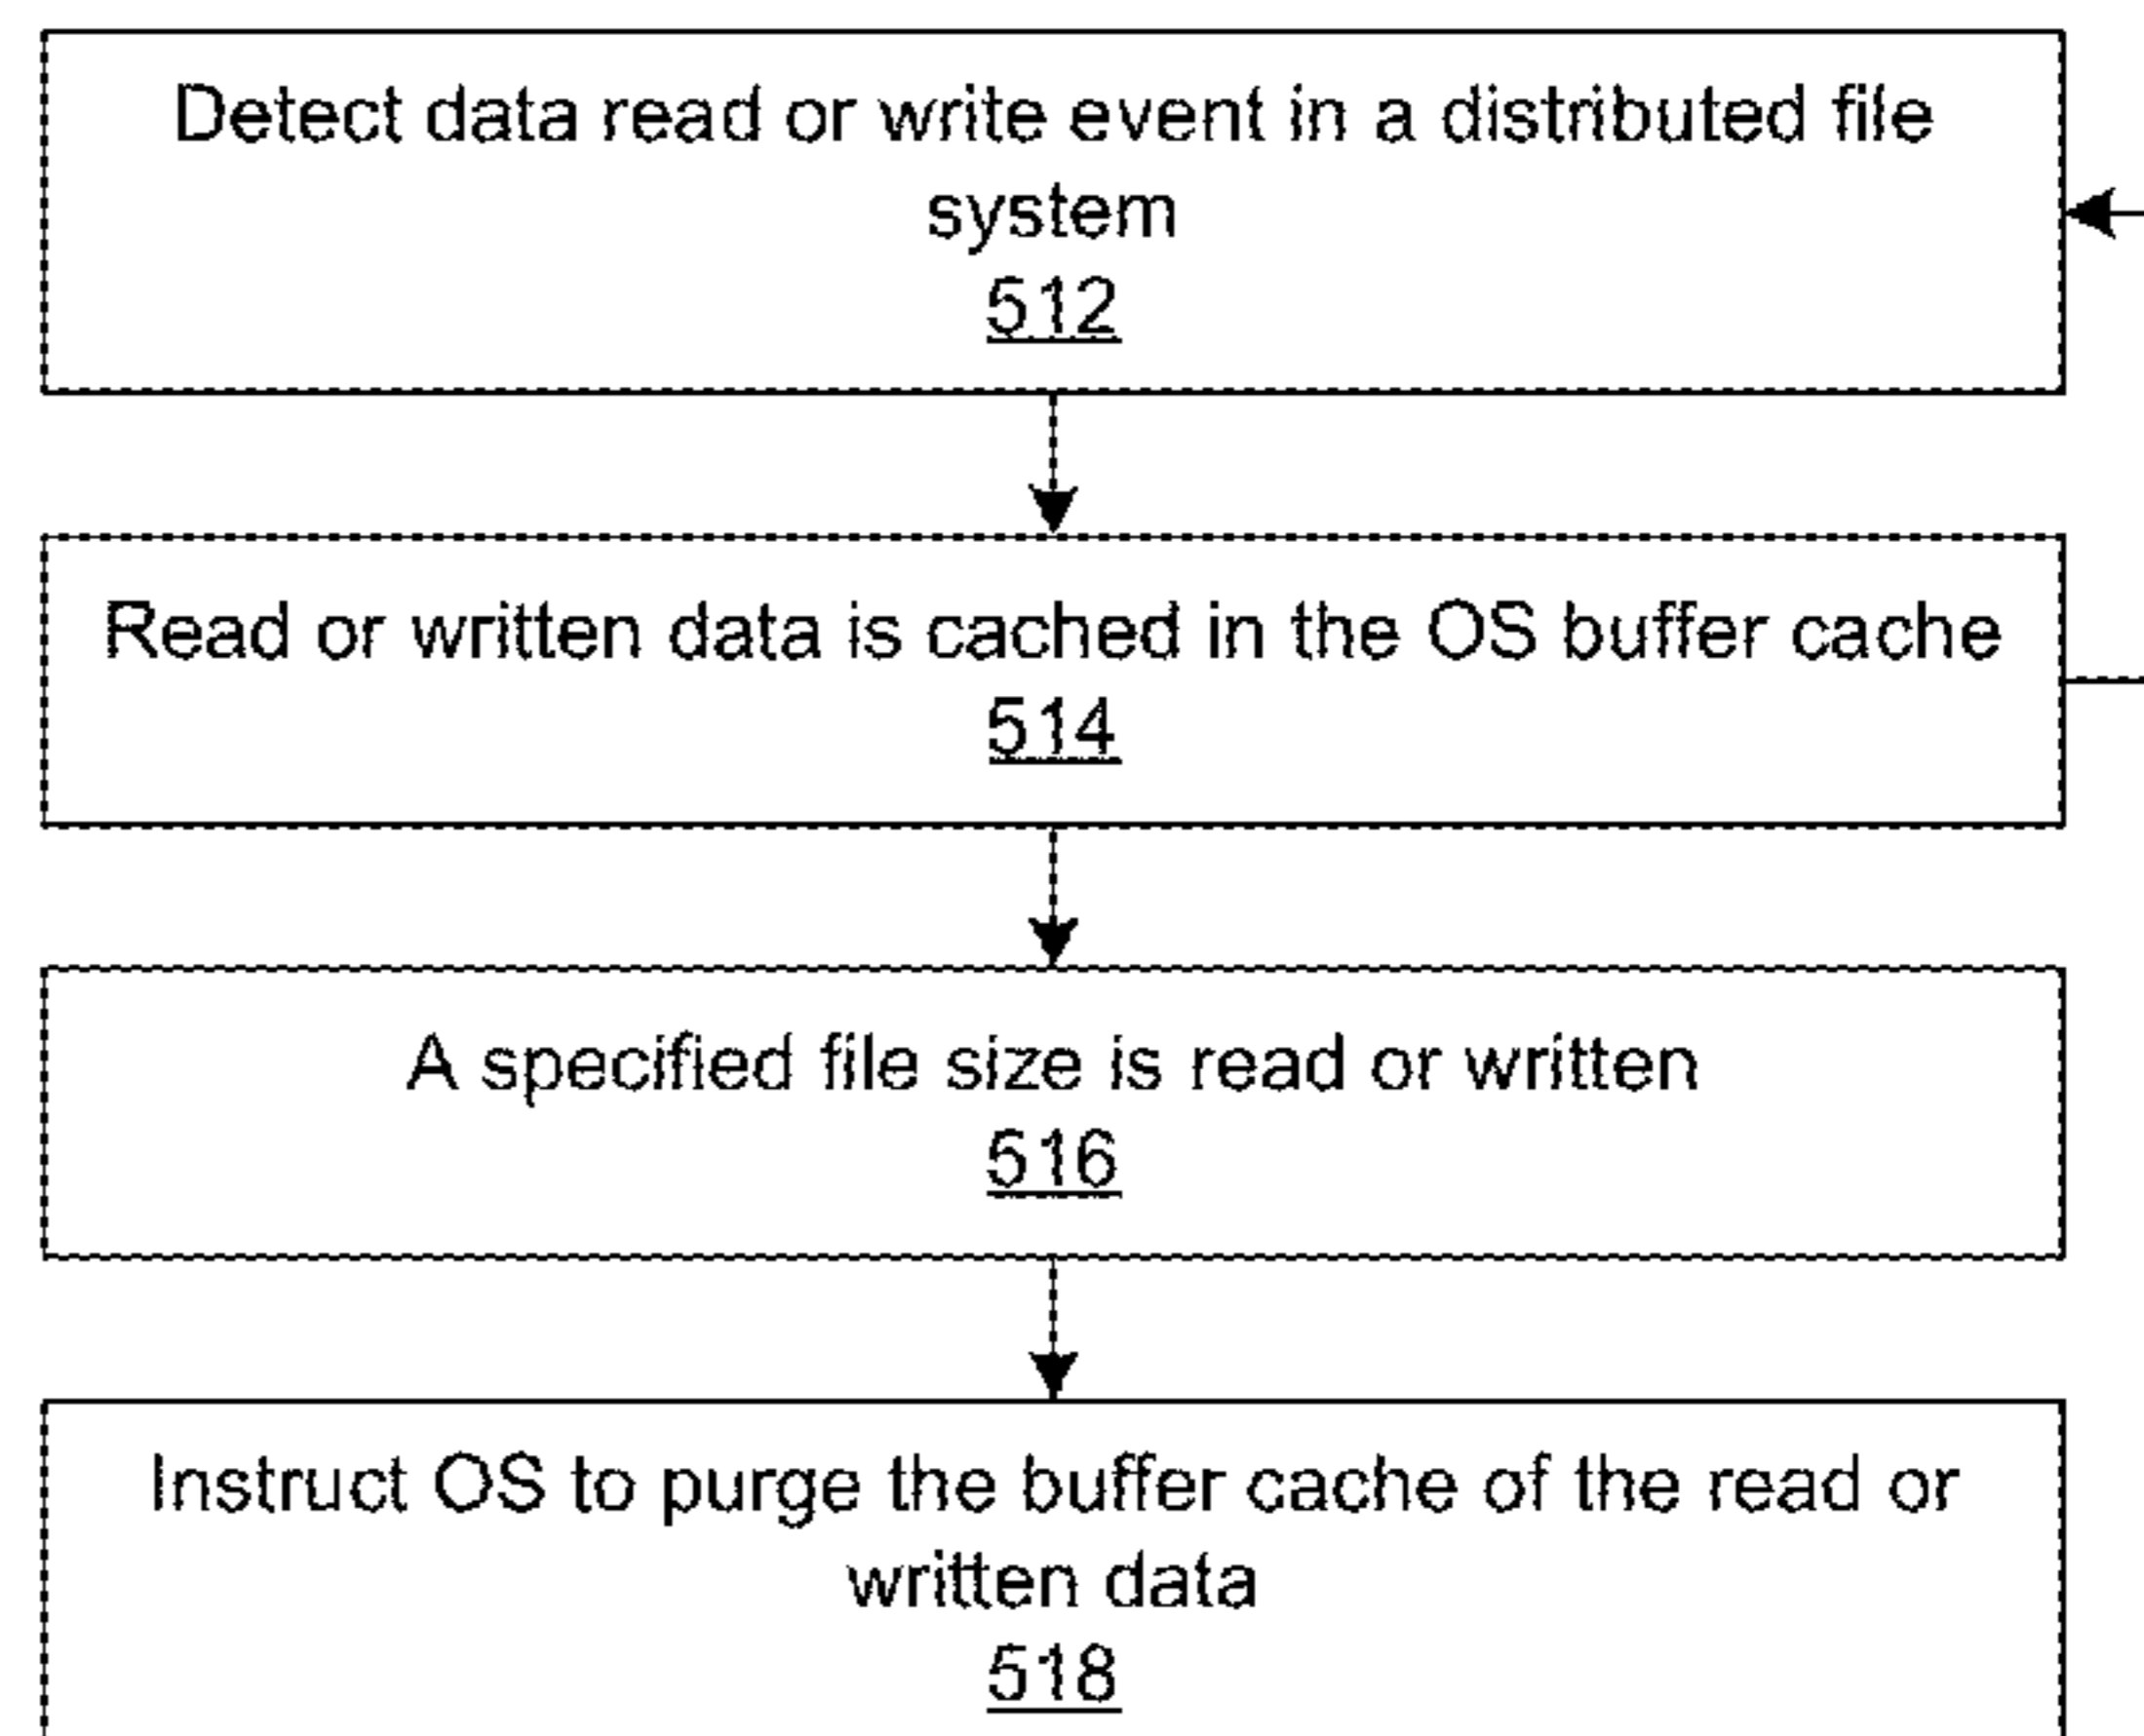 Detect data read or write event in a distributed file
system
512
Read or written data is cached in the OS buffer cache
514
A specified file size is read or written
516
Instruct OS to purge the buffer cache of the read or
written data
518